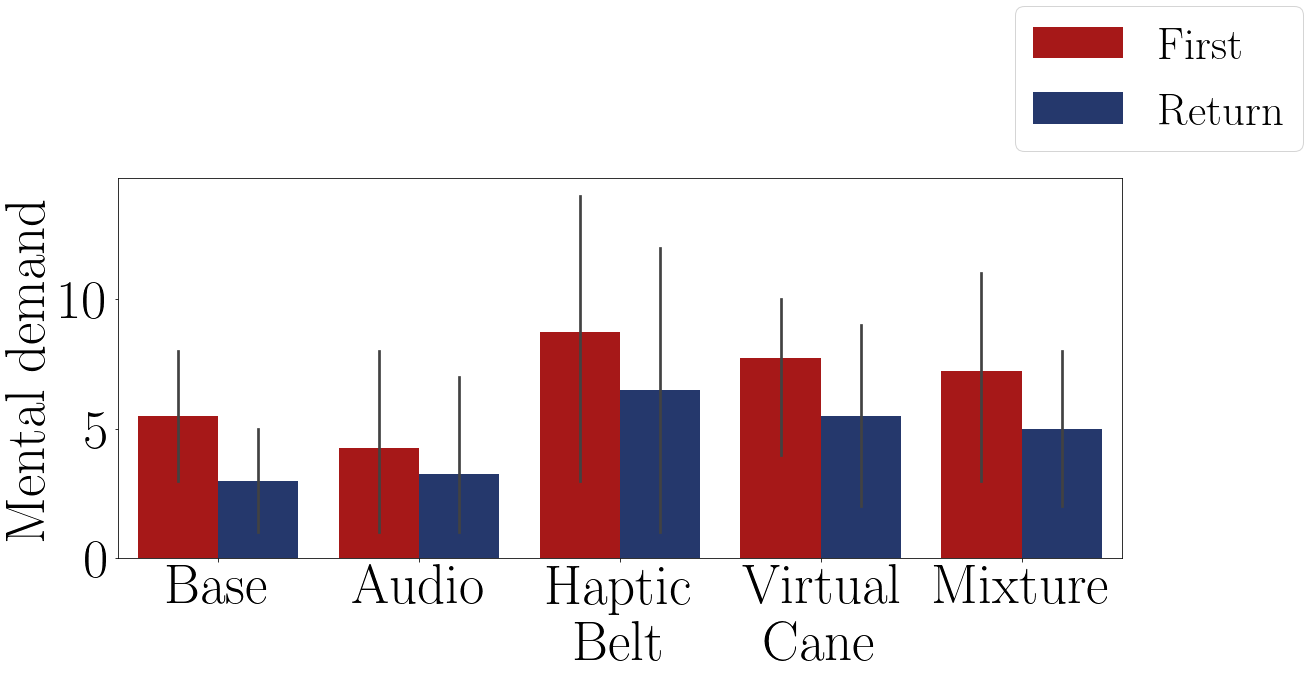 First
Return
Mental demand
10
5
0
Base
Audio
Haptic
Belt
Virtual
Cane
Mixture